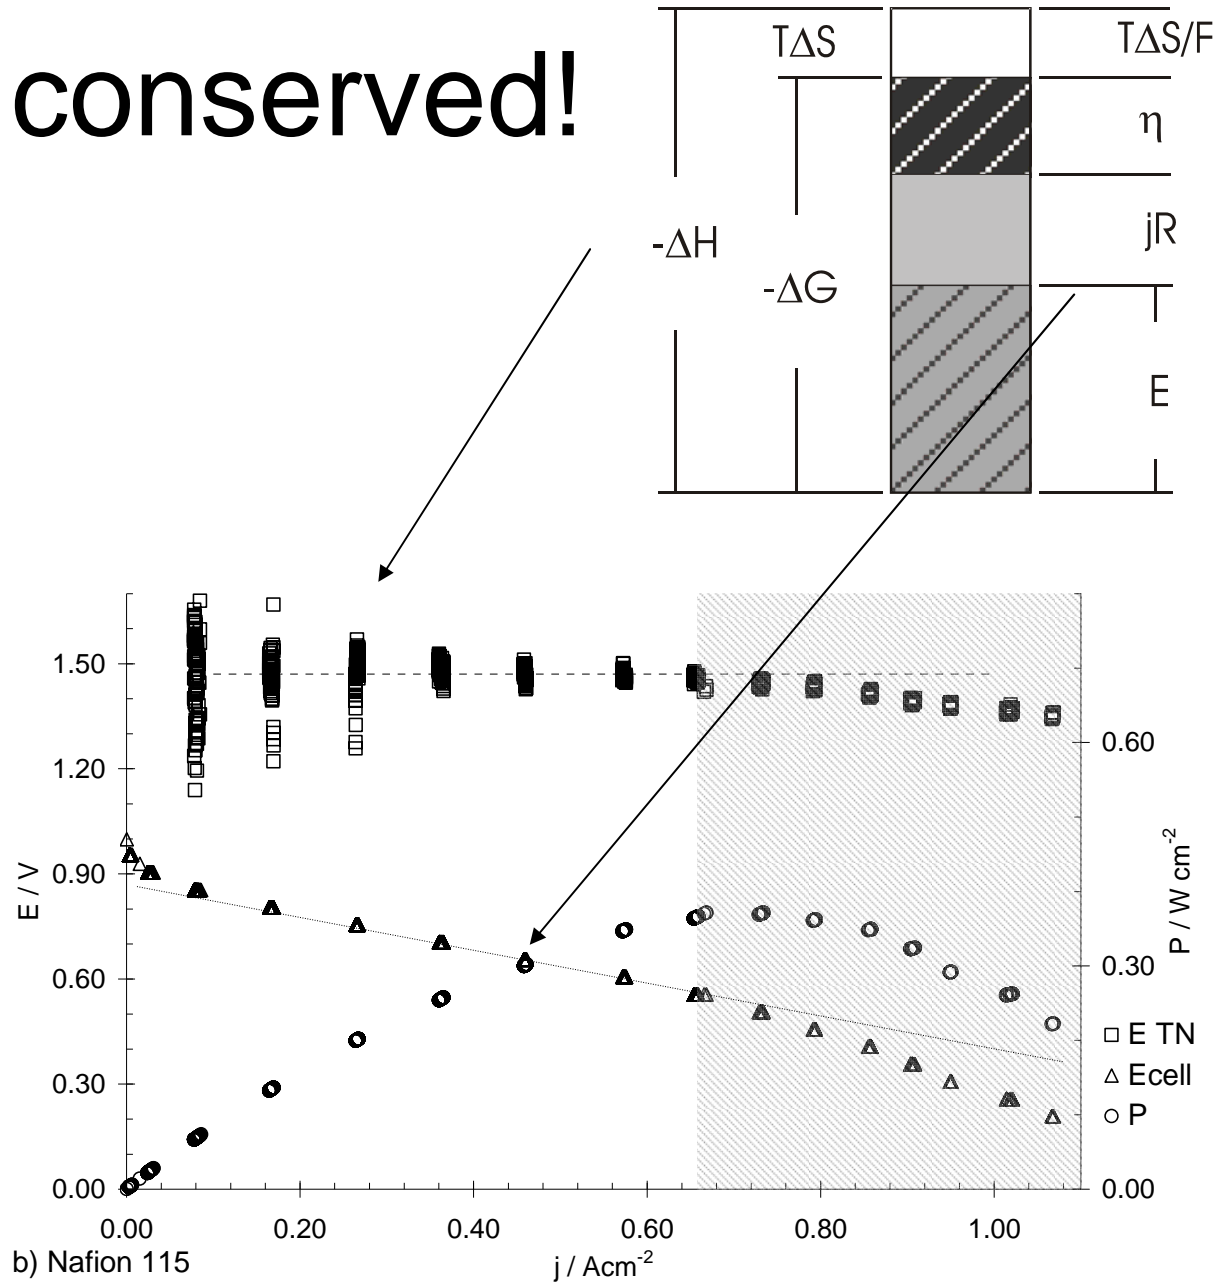 conserved!
TΔS
TΔS/F
η
-ΔH
jR
-ΔG
E
1.50
1.20
0.90
0.60
0.30
0.00
E / V
0.60
0.30
0.00
P / W cm-2
E TN
Ecell
P
0.00 0.20 0.40 0.60 0.80 1.00
j / Acm-2
b) Nafion 115